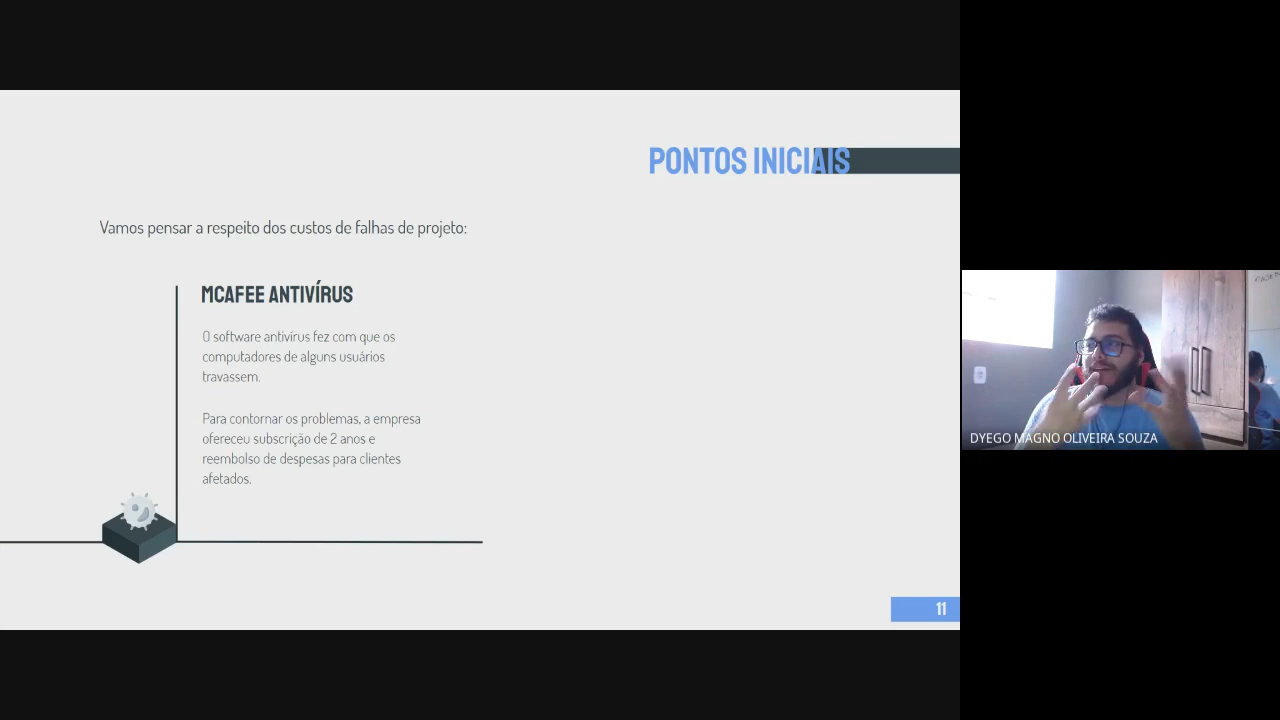 PONTOS INICIAIS
Vamos pensar a respeito dos custos de falhas de projeto:
MCAFEE ANTIVÍRUS
O software antivírus fez com que os
computadores de alguns usuários
travassem.
Para contornar os problemas, a empresa
ofereceu subscrição de 2 anos e
reembolso de despesas para clientes
afetados.
11
DYEGO MAGNO OLIVEIRA SOUZA